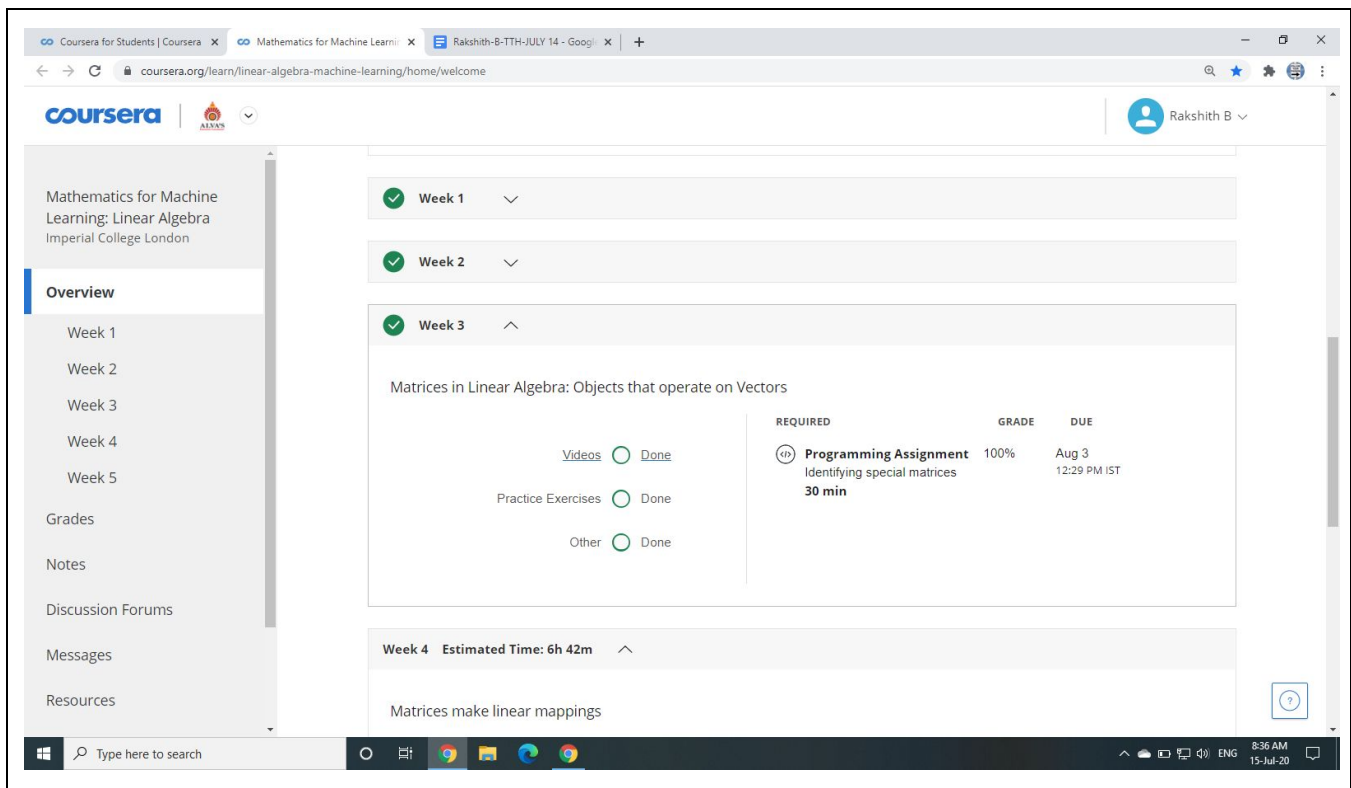 Coursera for Students | Coursera
Mathematics for Machine Learnin
Rakshith-B-TTH-JULY 14 - Googl
coursera.org/learn/linear-algebra-machine-learning/home/welcome
coursera
ALVA'S
Rakshith B
Mathematics for Machine
Learning: Linear Algebra
Imperial College London
Overview
Week 1
Week 2
Week 3
Week 4
Week 5
Grades
Notes
Discussion Forums
Messages
Resources
Week 1
Week 2
Week 3
Matrices in Linear Algebra: Objects that operate on Vectors
Videos Done
Practice Exercises Done
Other Done
REQUIRED GRADE DUE
Programming Assignment 100% Aug 3
Identifying special matrices 12:29 PM IST
30 min
Week 4 Estimated Time: 6h 42m
Matrices make linear mappings
Type here to search
ENG
8:36 AM
15-Jul-20